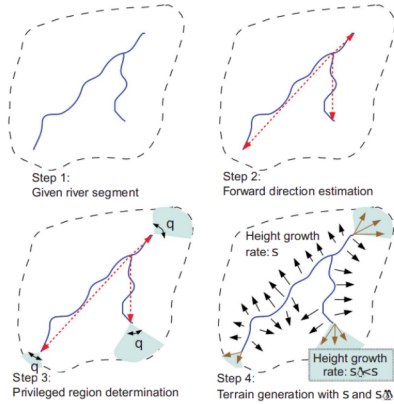 Step 1:
Given river segment
Step 2:
Forward direction estimation
q
q
q
Step 3:
Privileged region determination
Height growth
rate: s
Height growth
rate: s
<s
Step 4:
Terrain generation with s and s